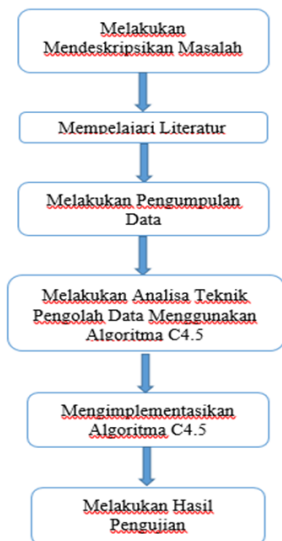 Melakukan
Mendeskripsikan Masalah
Mempelajari Literatur
Melakukan Pengumpulan
Data
Melakukan Analisa Teknik
Pengolah Data Menggunakan
Algoritma C4.5
Mengimplementasikan
Algoritma C4.5
Melakukan Hasil
Pengujian